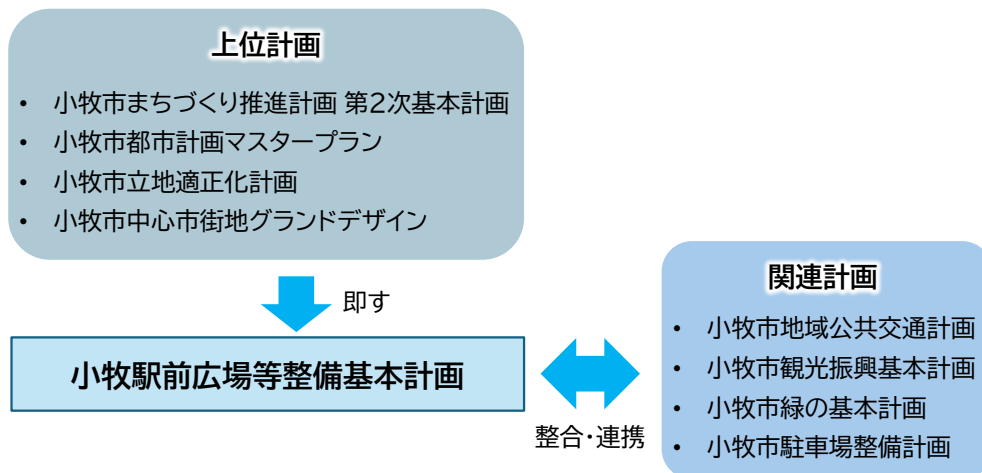 上位計画
• 小牧市まちづくり推進計画 第2次基本計画
• 小牧市都市計画マスタープラン
• 小牧市立地適正化計画
• 小牧市中心市街地グランドデザイン
即す
小牧駅前広場等整備基本計画
整合・連携
関連計画
• 小牧市地域公共交通計画
• 小牧市観光振興基本計画
• 小牧市緑の基本計画
• 小牧市駐車場整備計画